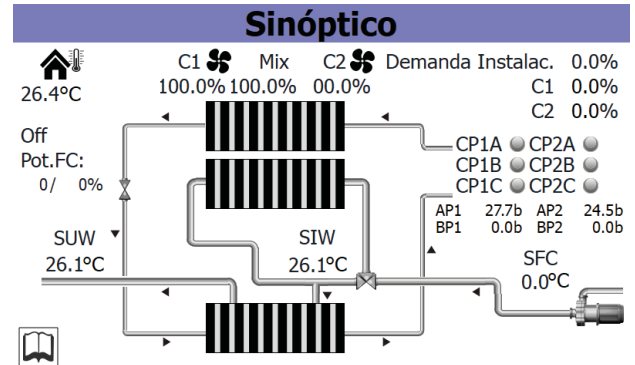 Sinóptico
C1 Mix C2 Demanda Instalac. 0.0%
26.4°C 100.0% 100.0% 00.0% C1 0.0%
C2 0.0%
Off
Pot.FC:
0/ 0%
CP1A CP2A
CP1B CP2B
CP1C CP2C
AP1 27.7b AP2 24.5b
BP1 0.0b BP2 0.0b
SUW SIW SFC
26.1°C 26.1°C 0.0°C